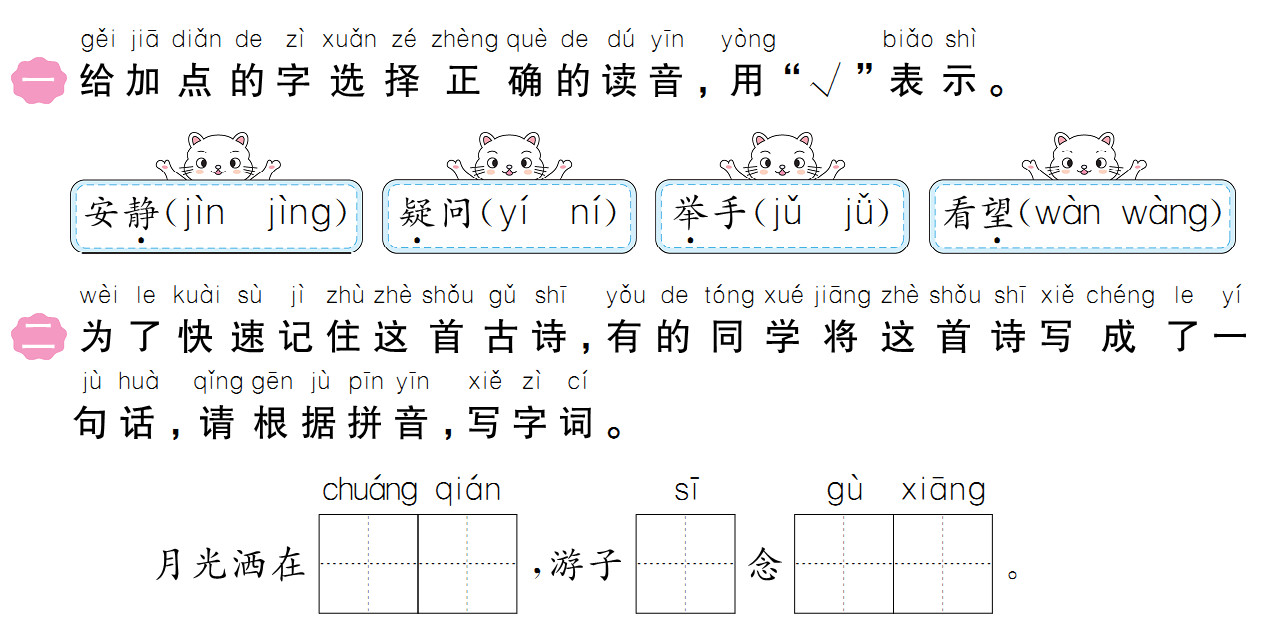 gěi jiā diǎn de zì xuǎn zé zhèng què de dú yīn yòng biǎo shì
一 给加点的字选择正确的读音，用“√”表示。
安静(jìn jìng) 疑问(yí ní) 举手(jǔ jǚ) 看望(wàn wàng)
wèi le kuài sù jì zhù zhè shǒu gǔ shī yǒu de tóng xué jiāng zhè shǒu shī xiě chéng le yí
二 为了快速记住这首古诗，有的同学将这首诗写成了一
jù huà qǐng gēn jù pīn yīn xiě zì cí
句话，请根据拼音，写字词。
chuáng qián sī gù xiāng
月光洒在 ，游子 念 。